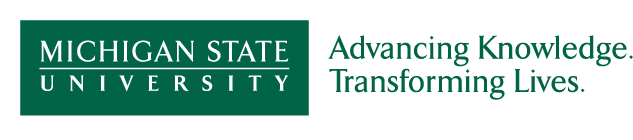 MICHIGAN STATE
UNIVERSITY
Advancing Knowledge.
Transforming Lives.